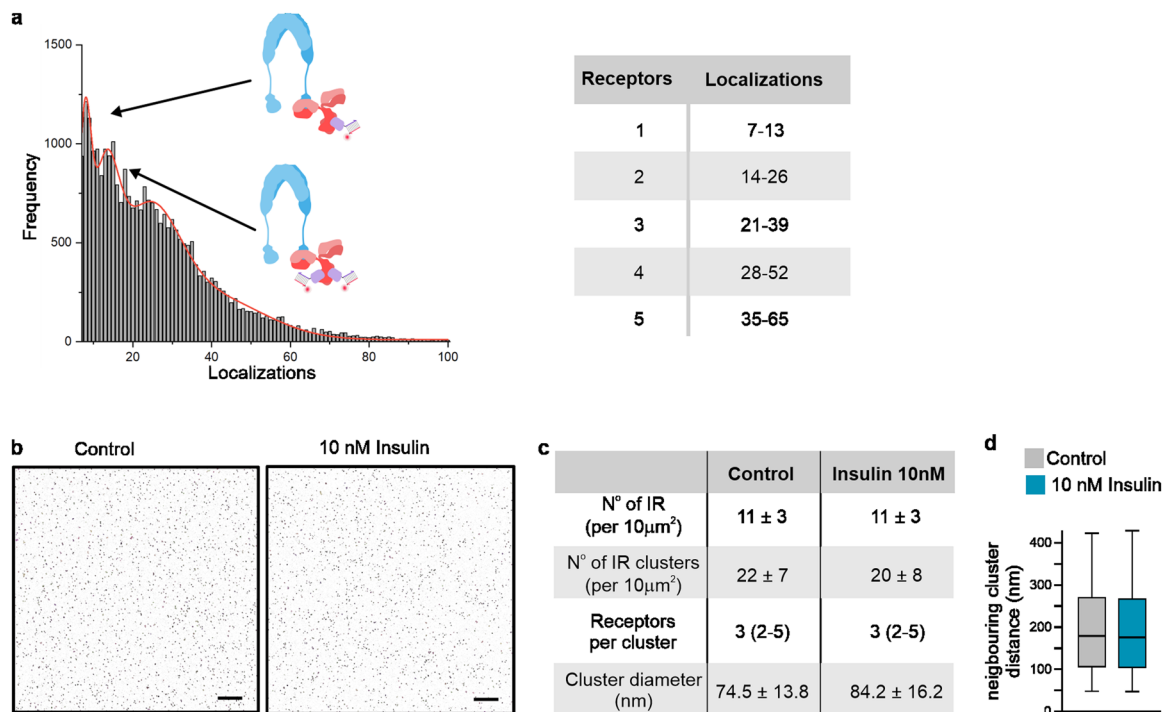 a
1500
1000
500
0
Frequency
20 40 60 80 100
Localizations
Receptors Localizations
1 7-13
2 14-26
3 21-39
4 28-52
5 35-65
b
Control 10 nM Insulin
c
Control Insulin 10nM
N° of IR
(per 10μm²) 11 ± 3 11 ± 3
N° of IR clusters
(per 10μm²) 22 ± 7 20 ± 8
Receptors
per cluster 3 (2-5) 3 (2-5)
Cluster diameter
(nm) 74.5 ± 13.8 84.2 ± 16.2
d
Control
10 nM Insulin
neigbouring cluster
distance (nm)
400
300
200
100
0